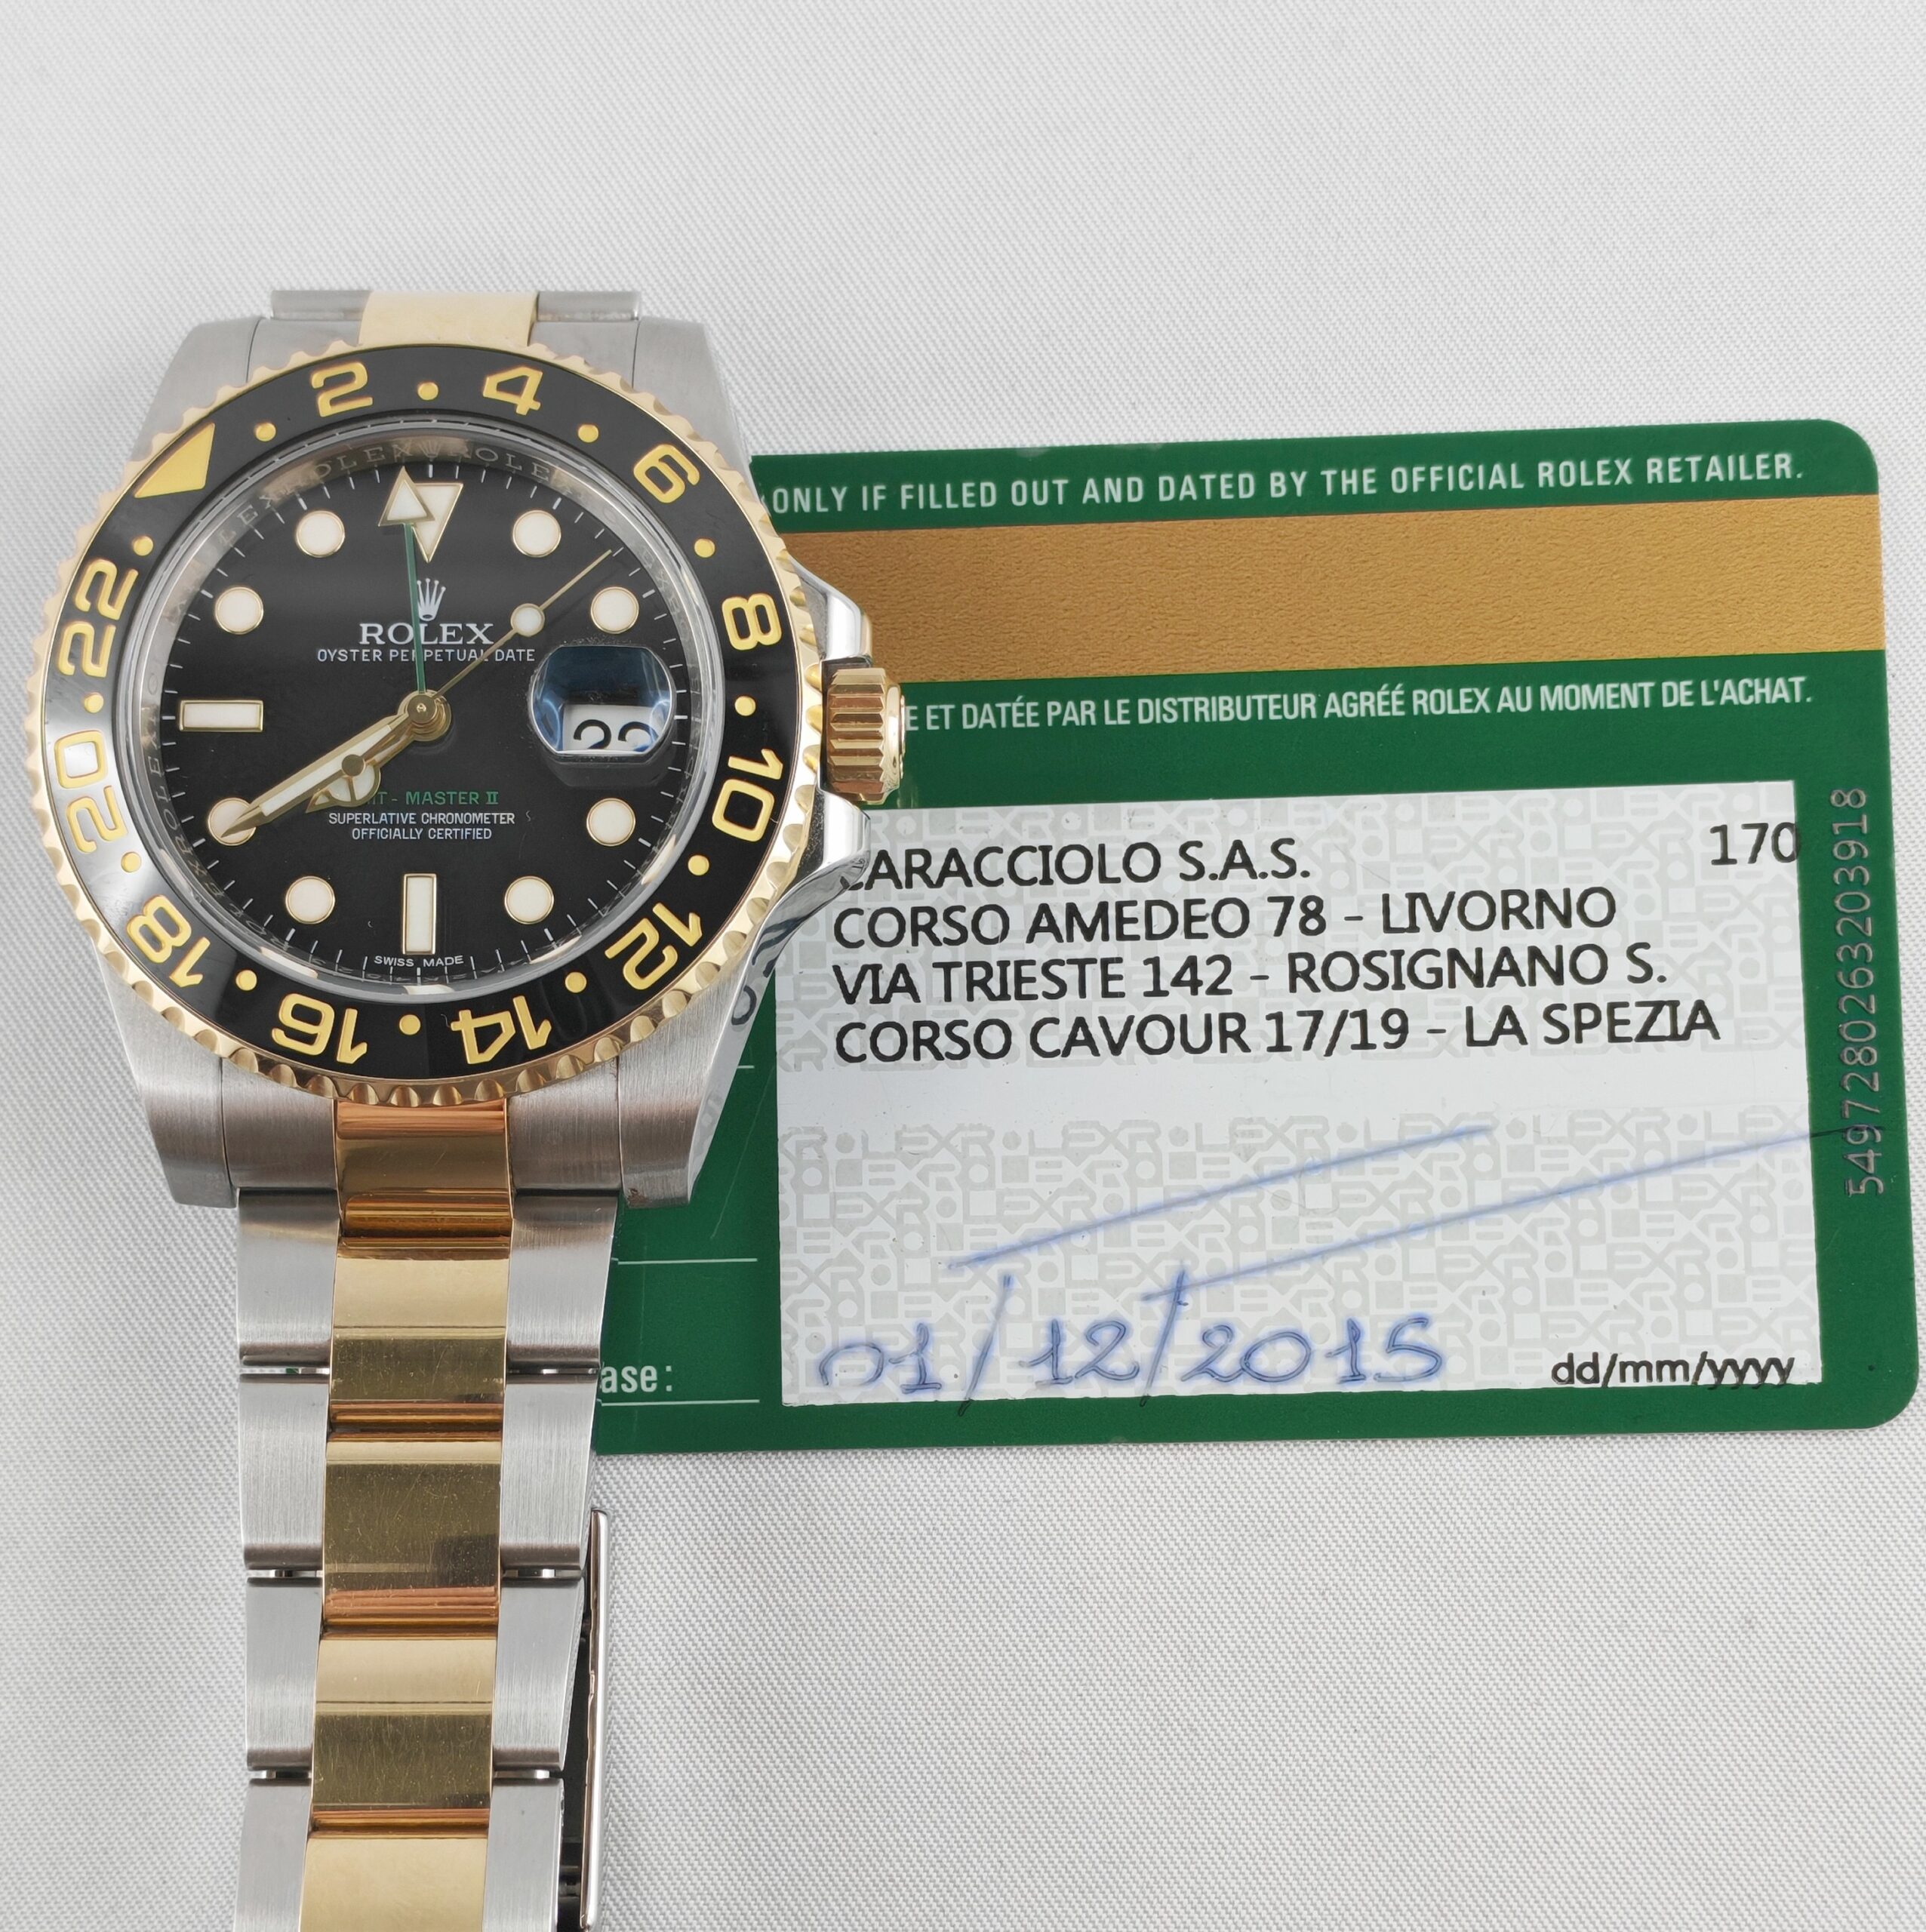 2 4 6 8 10 12 14 16 18 20 22
ROLEX
OYSTER PERPETUAL DATE
22
- MASTER II
SUPERLATIVE CHRONOMETER
OFFICIALLY CERTIFIED
SWISS MADE
ONLY IF FILLED OUT AND DATED BY THE OFFICIAL ROLEX RETAILER.
E ET DATÉE PAR LE DISTRIBUTEUR AGRÉÉ ROLEX AU MOMENT DE L'ACHAT.
170
CARACCIOLO S.A.S.
CORSO AMEDEO 78 - LIVORNO
VIA TRIESTE 142 - ROSIGNANO S.
CORSO CAVOUR 17/19 - LA SPEZIA
5497280263203918
ase:
01/12/2015
dd/mm/yyyy